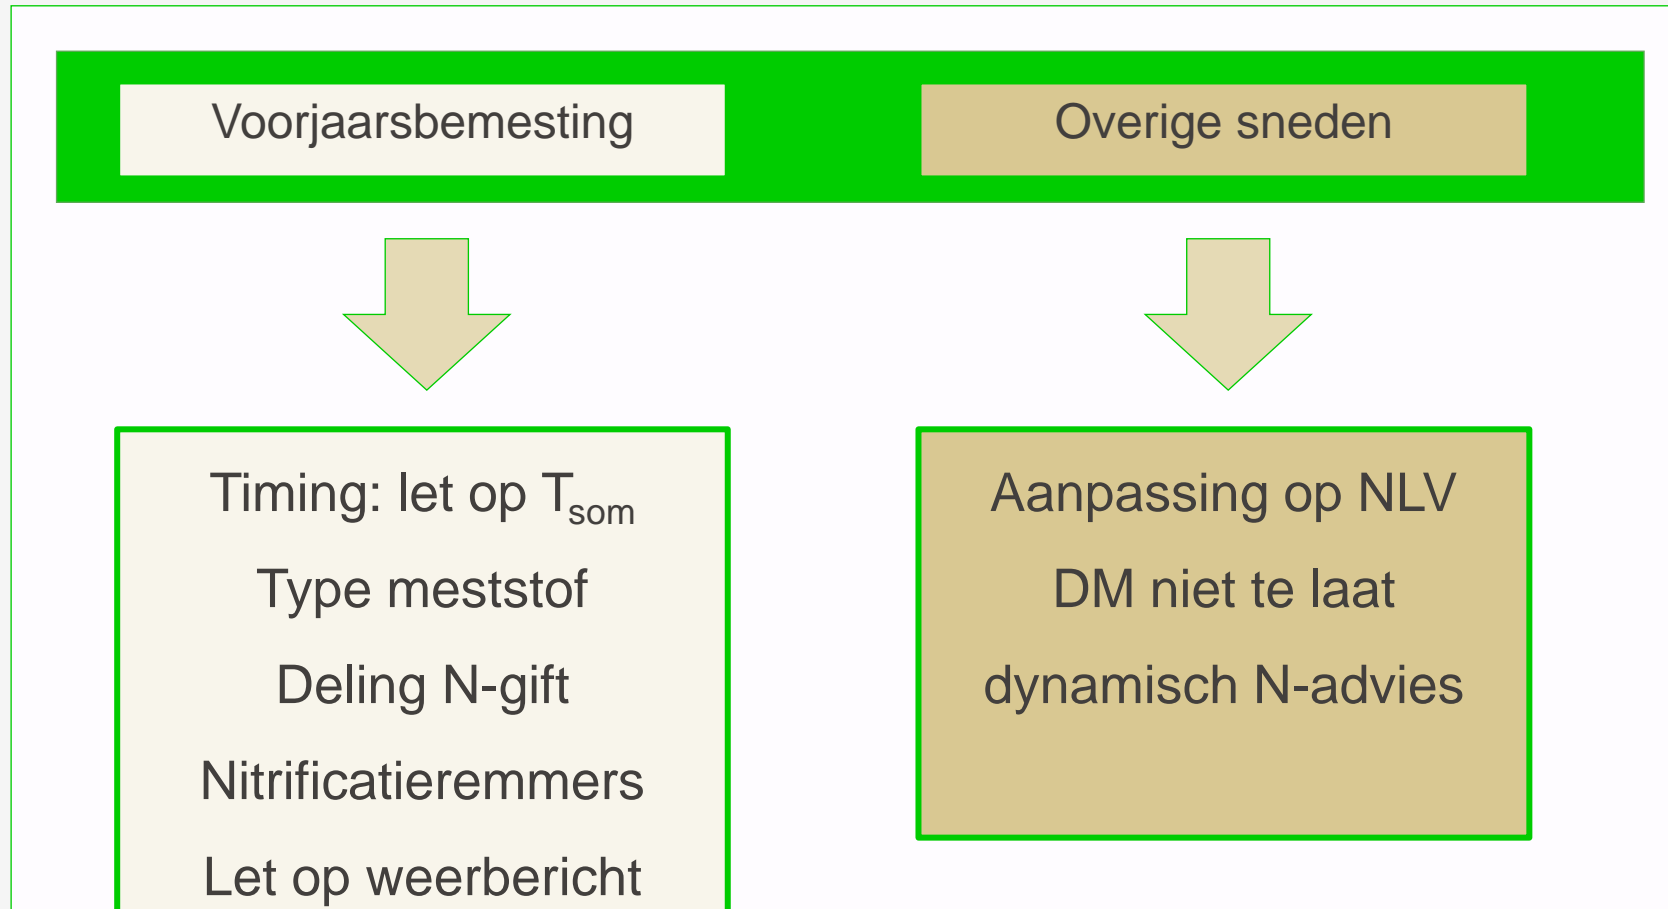 Voorjaarsbemesting
Overige sneden
Timing: let op Tsom
Type meststof
Deling N-gift
Nitrificatieremmers
Let op weerbericht
Aanpassing op NLV
DM niet te laat
dynamisch N-advies